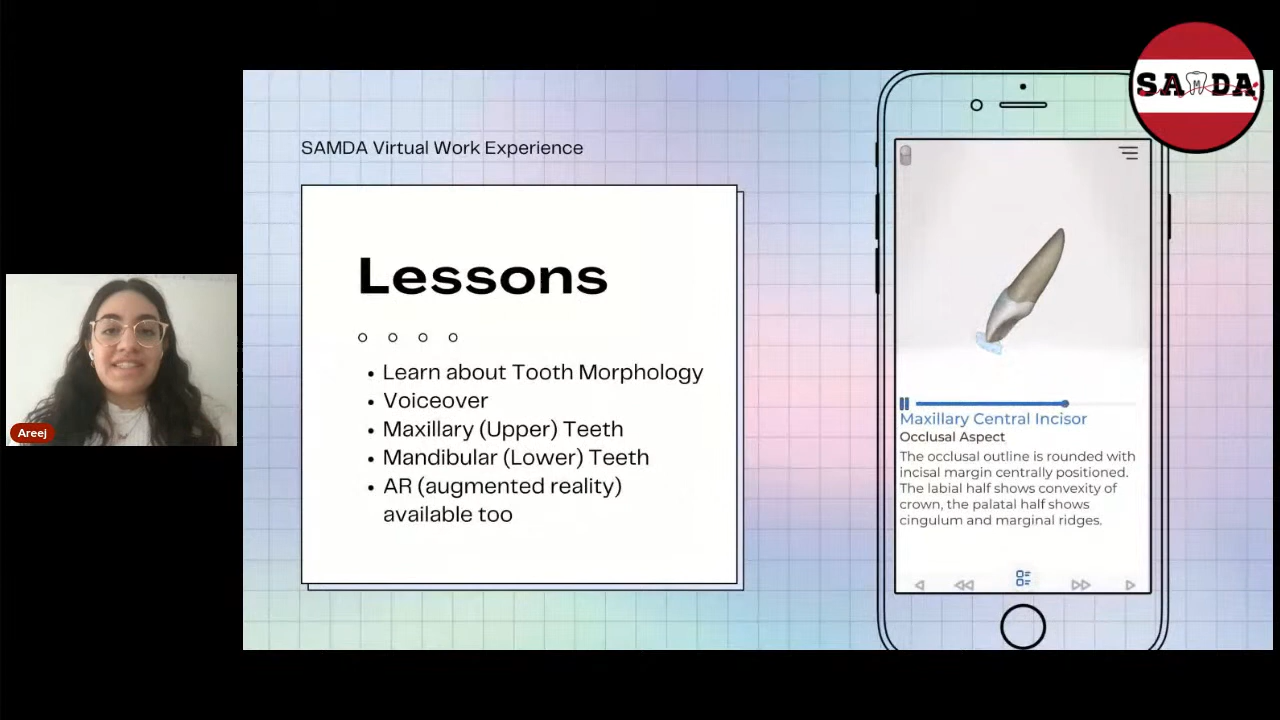 SAMDA
SAMDA Virtual Work Experience
Lessons
• Learn about Tooth Morphology
• Voiceover
• Maxillary (Upper) Teeth
• Mandibular (Lower) Teeth
• AR (augmented reality)
available too
Maxillary Central Incisor
Occlusal Aspect
The occlusal outline is rounded with
incisal margin centrally positioned.
The labial half shows convexity of
crown, the palatal half shows
cingulum and marginal ridges.
Areej